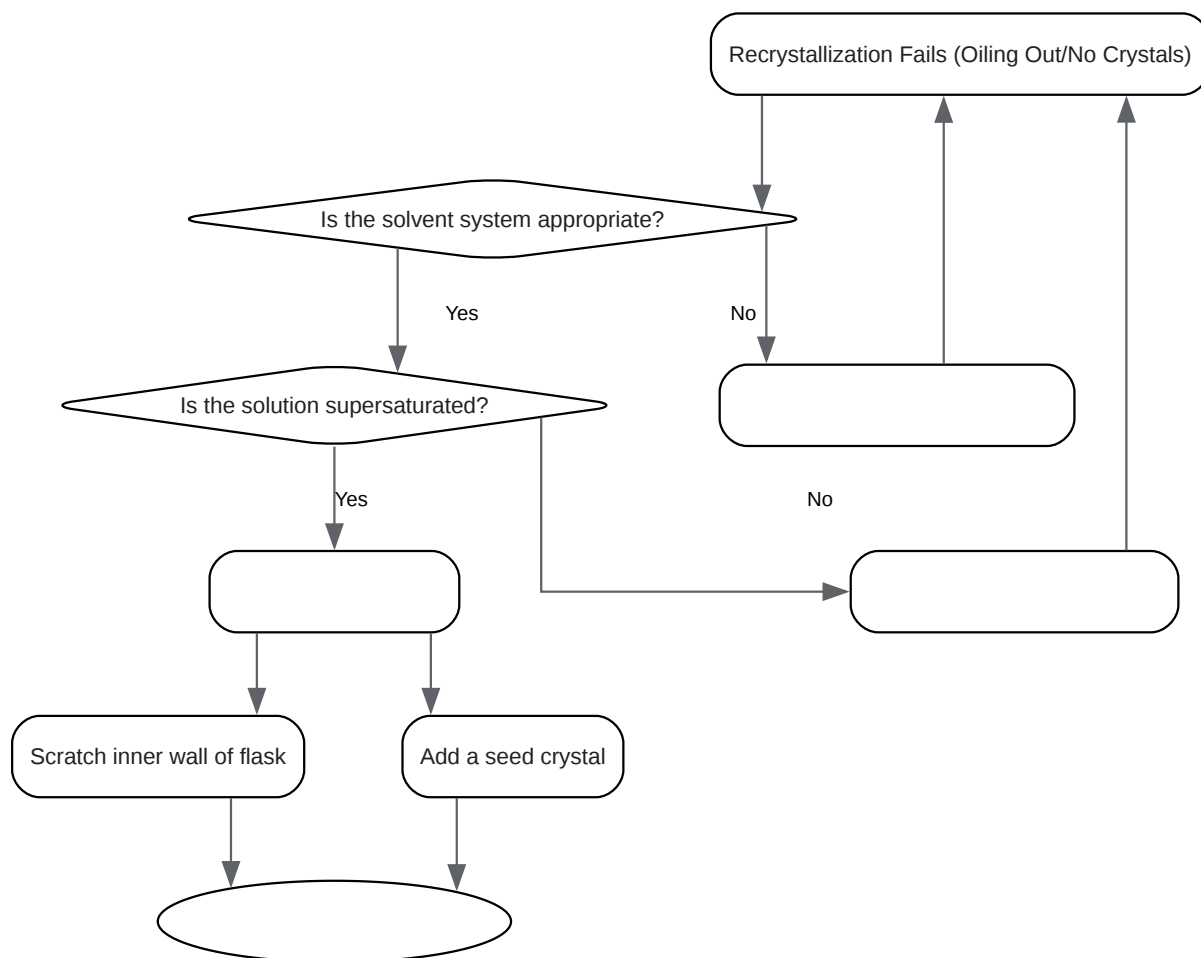 Recrystallization Fails (Oiling Out/No Crystals)
Is the solvent system appropriate?
Yes
No
Is the solution supersaturated?
Yes
No
Scratch inner wall of flask
Add a seed crystal